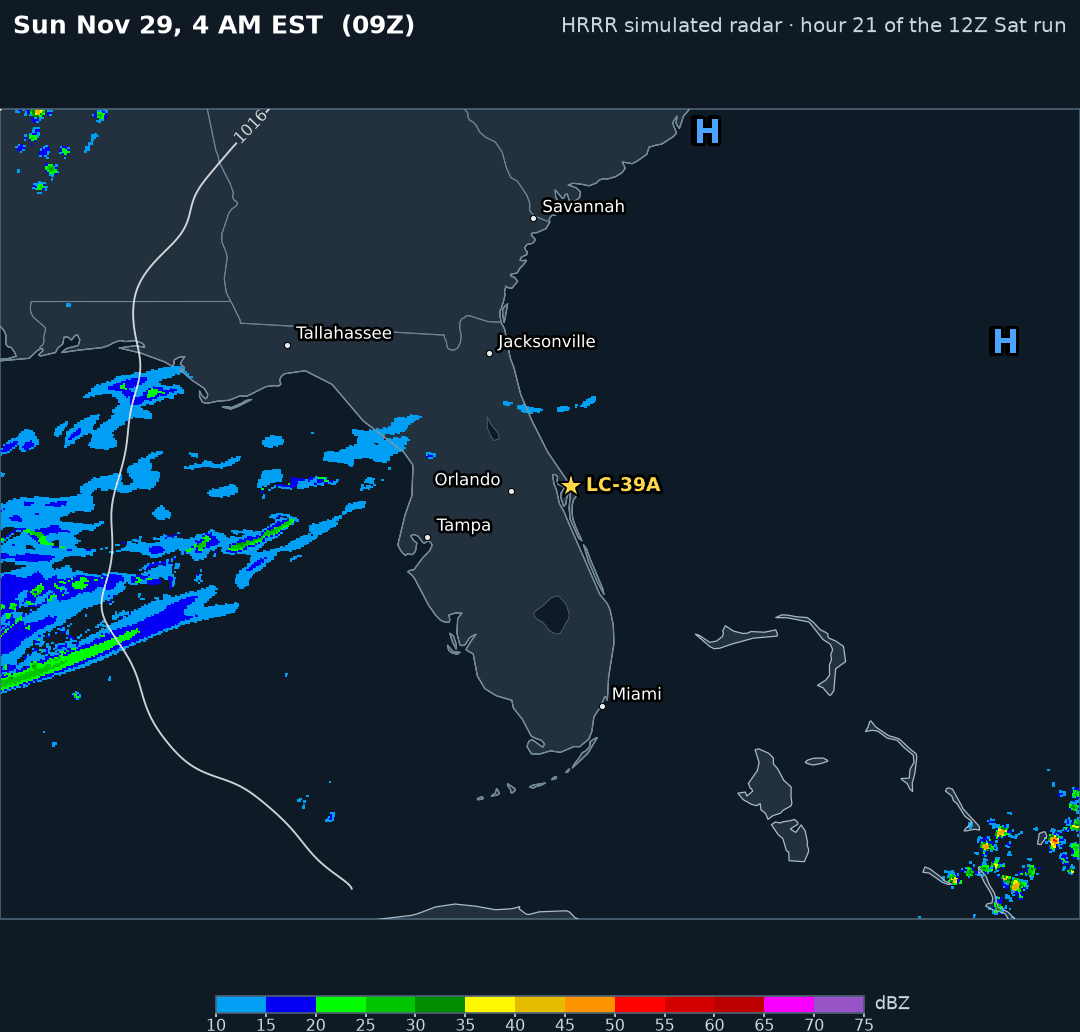 Sun Nov 29, 4 AM EST (09Z)
HRRR simulated radar · hour 21 of the 12Z Sat run
1016
H
Savannah
Tallahassee
Jacksonville
H
Orlando
LC-39A
Tampa
Miami
dBZ
10 15 20 25 30 35 40 45 50 55 60 65 70 75